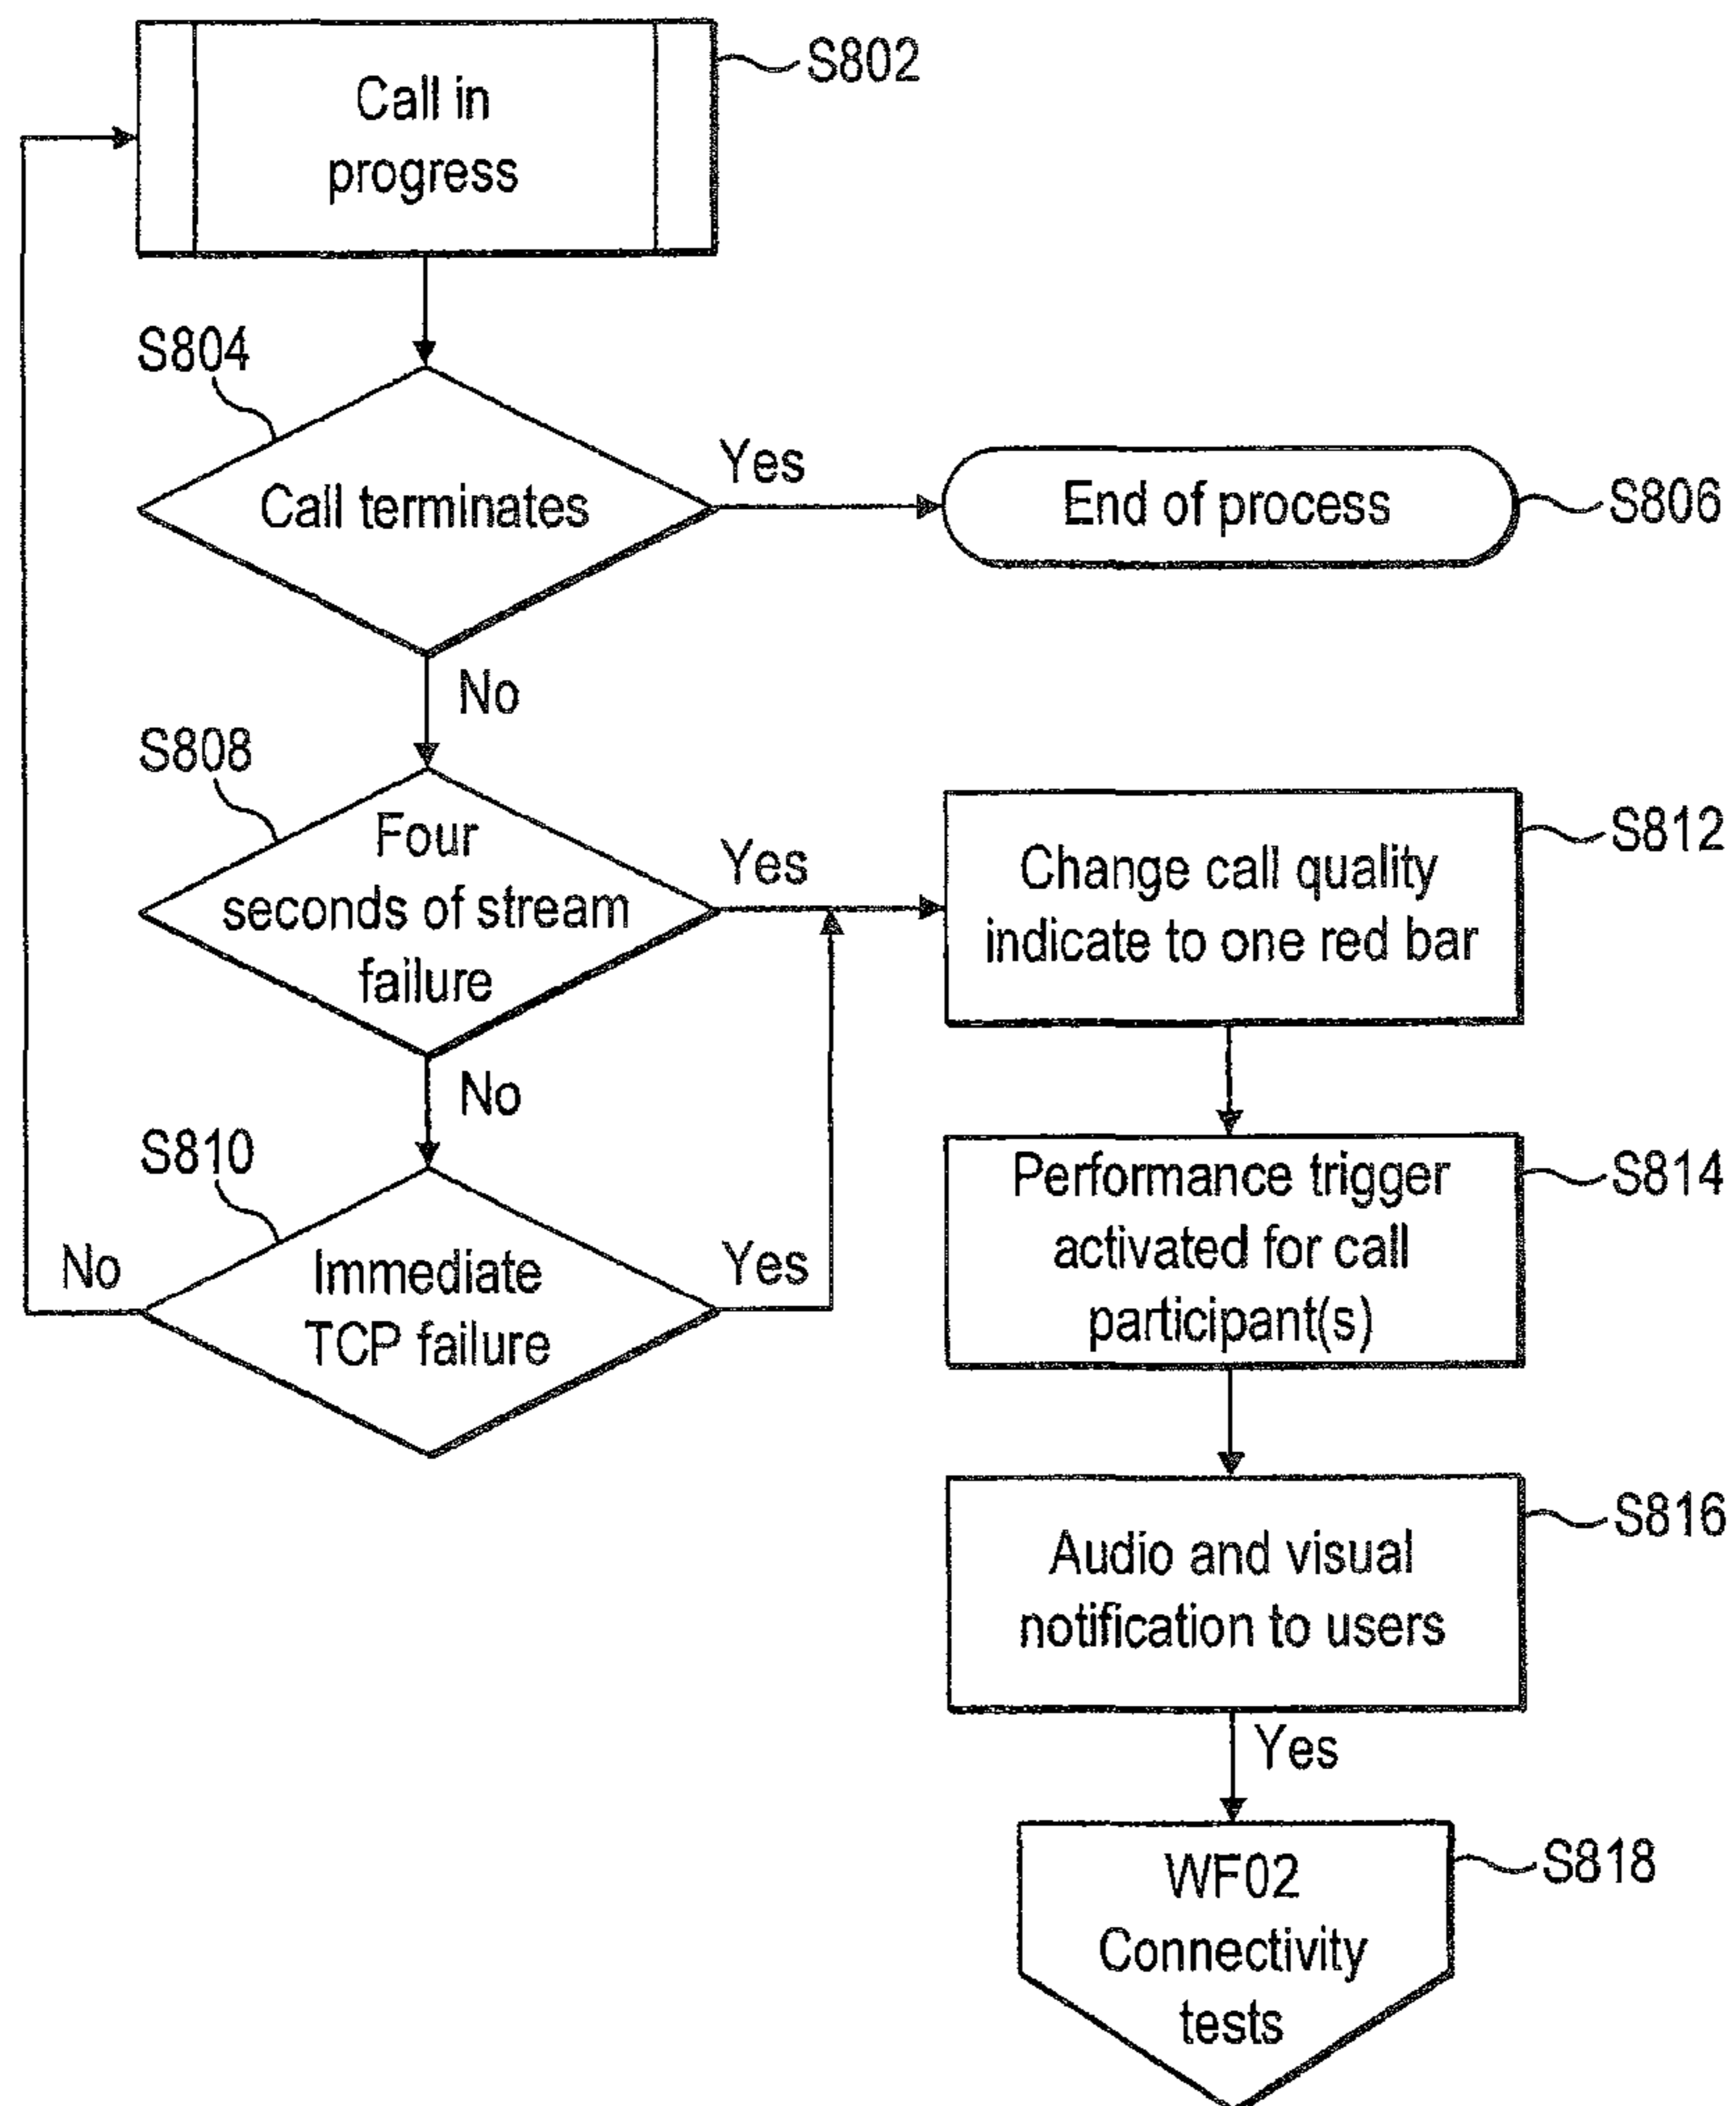 Call in
progress
S802
S804
Call terminates
Yes
End of process
S806
No
S808
Four
seconds of stream
failure
Yes
Change call quality
indicate to one red bar
S812
No
S810
Immediate
TCP failure
No
Yes
Performance trigger
activated for call
participant(s)
S814
Audio and visual
notification to users
S816
Yes
WF02
Connectivity
tests
S818